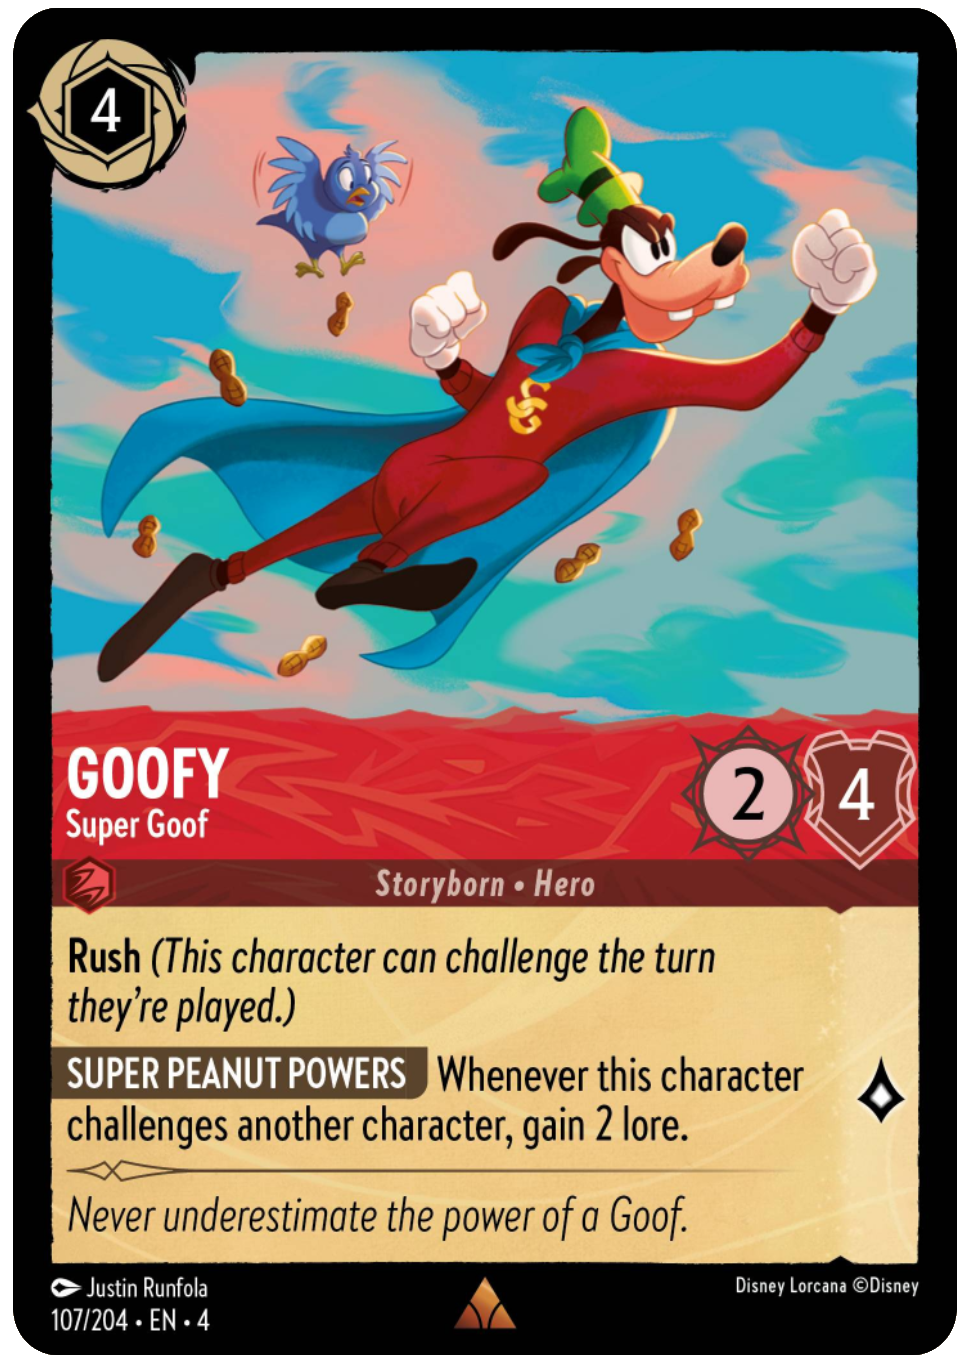 4
GOOFY
Super Goof
2
4
Storyborn • Hero
Rush (This character can challenge the turn
they're played.)
SUPER PEANUT POWERS Whenever this character
challenges another character, gain 2 lore.
Never underestimate the power of a Goof.
Justin Runfola
107/204 • EN • 4
Disney Lorcana ©Disney
SG